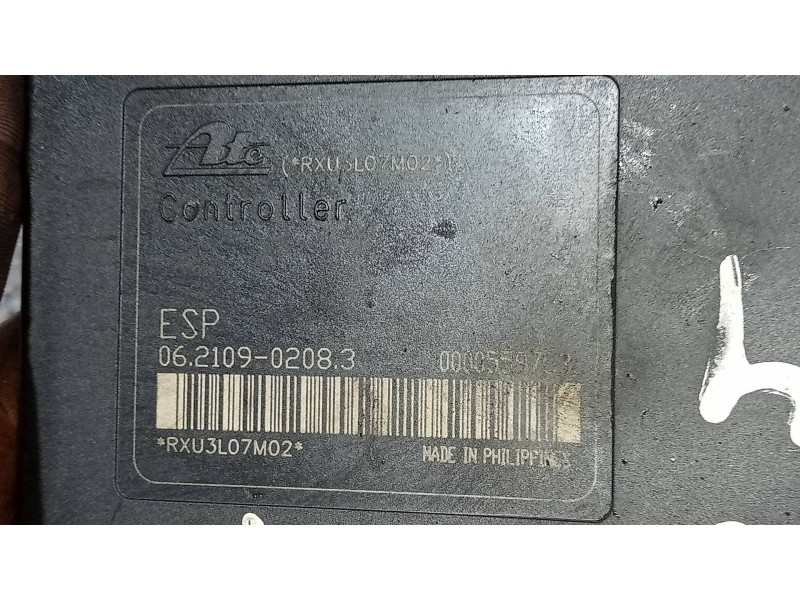 Ate (*RXU3L07M02*)
Controller
ESP
06.2109-0208.3
*RXU3L07M02* MADE IN PHILIPPINES